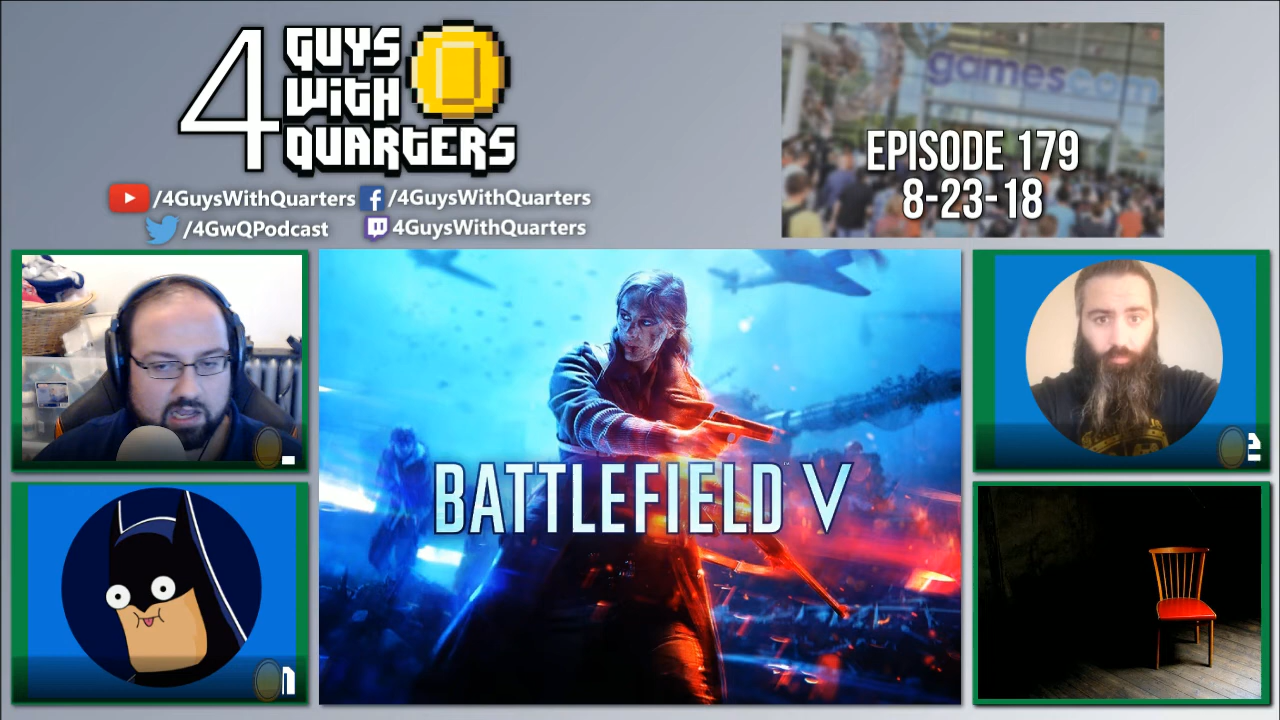 4 GUYS
WITH
QUARTERS
/4GuysWithQuarters /4GuysWithQuarters
/4GwQPodcast 4GuysWithQuarters
gamescom
EPISODE 179
8-23-18
BATTLEFIELD V